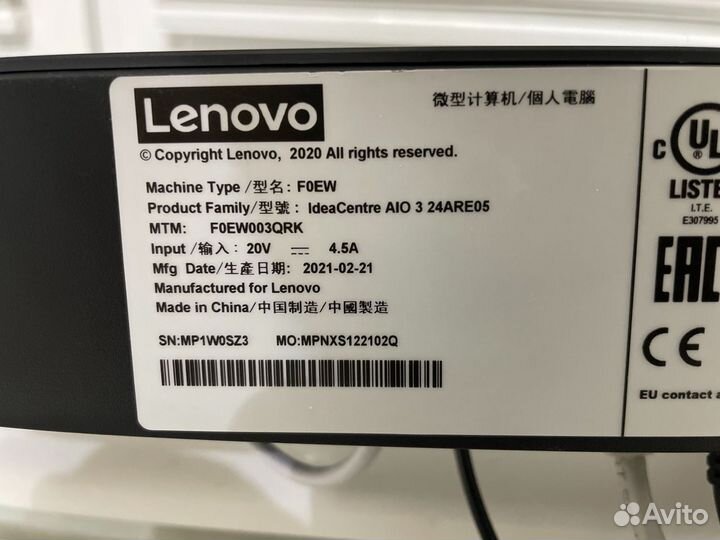 Lenovo
微型计算机/個人電腦
© Copyright Lenovo, 2020 All rights reserved.
Machine Type /型名: F0EW
Product Family/型號: IdeaCentre AIO 3 24ARE05
MTM: F0EW003QRK
Input /输入: 20V ⎓ 4.5A
Mfg Date/生產日期: 2021-02-21
Manufactured for Lenovo
Made in China/中国制造/中國製造
SN:MP1W0SZ3 MO:MPNXS122102Q
C UL
LISTE
I.T.E.
E307995
EAC
CE
EU contact a
Avito